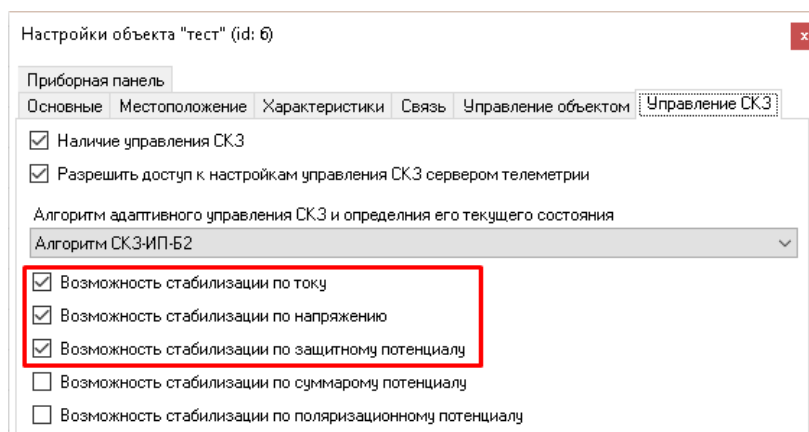 Настройки объекта "тест" (id: 6)
x
Приборная панель
Основные Местоположение Характеристики Связь Управление объектом Управление СКЗ
Наличие управления СКЗ
Разрешить доступ к настройкам управления СКЗ сервером телеметрии
Алгоритм адаптивного управления СКЗ и определния его текущего состояния
Алгоритм СКЗ-ИП-Б2
Возможность стабилизации по току
Возможность стабилизации по напряжению
Возможность стабилизации по защитному потенциалу
Возможность стабилизации по суммарому потенциалу
Возможность стабилизации по поляризационному потенциалу